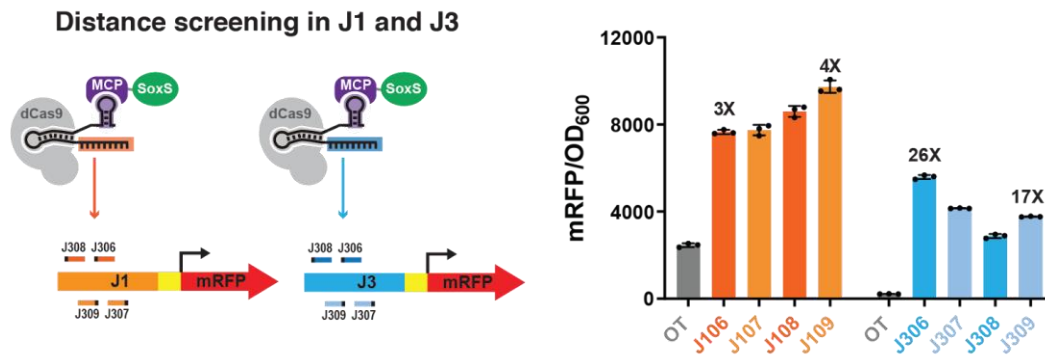 Distance screening in J1 and J3
MCP
SoxS
dCas9
MCP
SoxS
dCas9
J308 J306
J1
mRFP
J309 J307
J308 J306
J3
mRFP
J309 J307
mRFP/OD600
12000
8000
4000
0
3X
4X
26X
17X
OT
J106
J107
J108
J109
OT
J306
J307
J308
J309